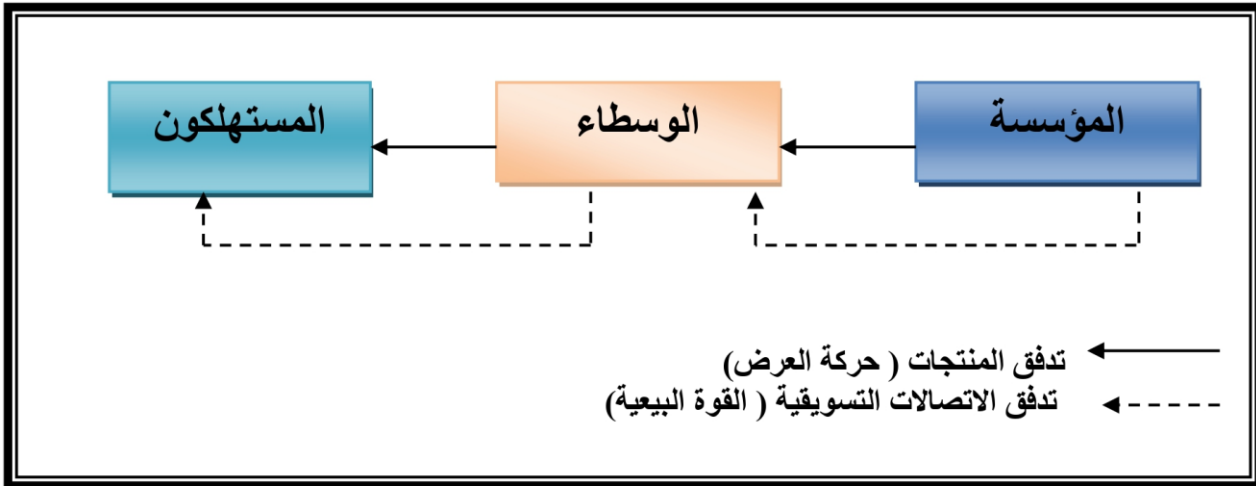 المؤسسة
الوسطاء
المستهلكون
تدفق المنتجات ( حركة العرض)
تدفق الاتصالات التسويقية ( القوة البيعية)